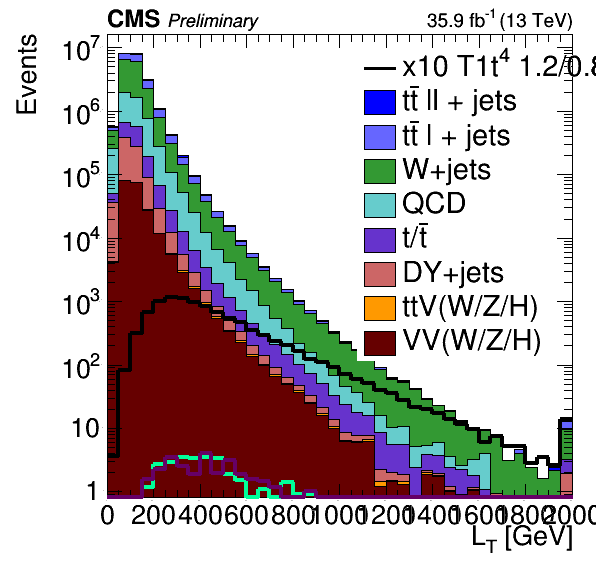 CMS Preliminary 35.9 fb⁻¹ (13 TeV)
Events
10⁷
10⁶
10⁵
10⁴
10³
10²
10
1
x10 T1t⁴ 1.2/0.8
tt̄ ll + jets
tt̄ l + jets
W+jets
QCD
t/t̄
DY+jets
ttV(W/Z/H)
VV(W/Z/H)
0 200 400 600 800 1000 1200 1400 1600 1800 2000
L_T [GeV]